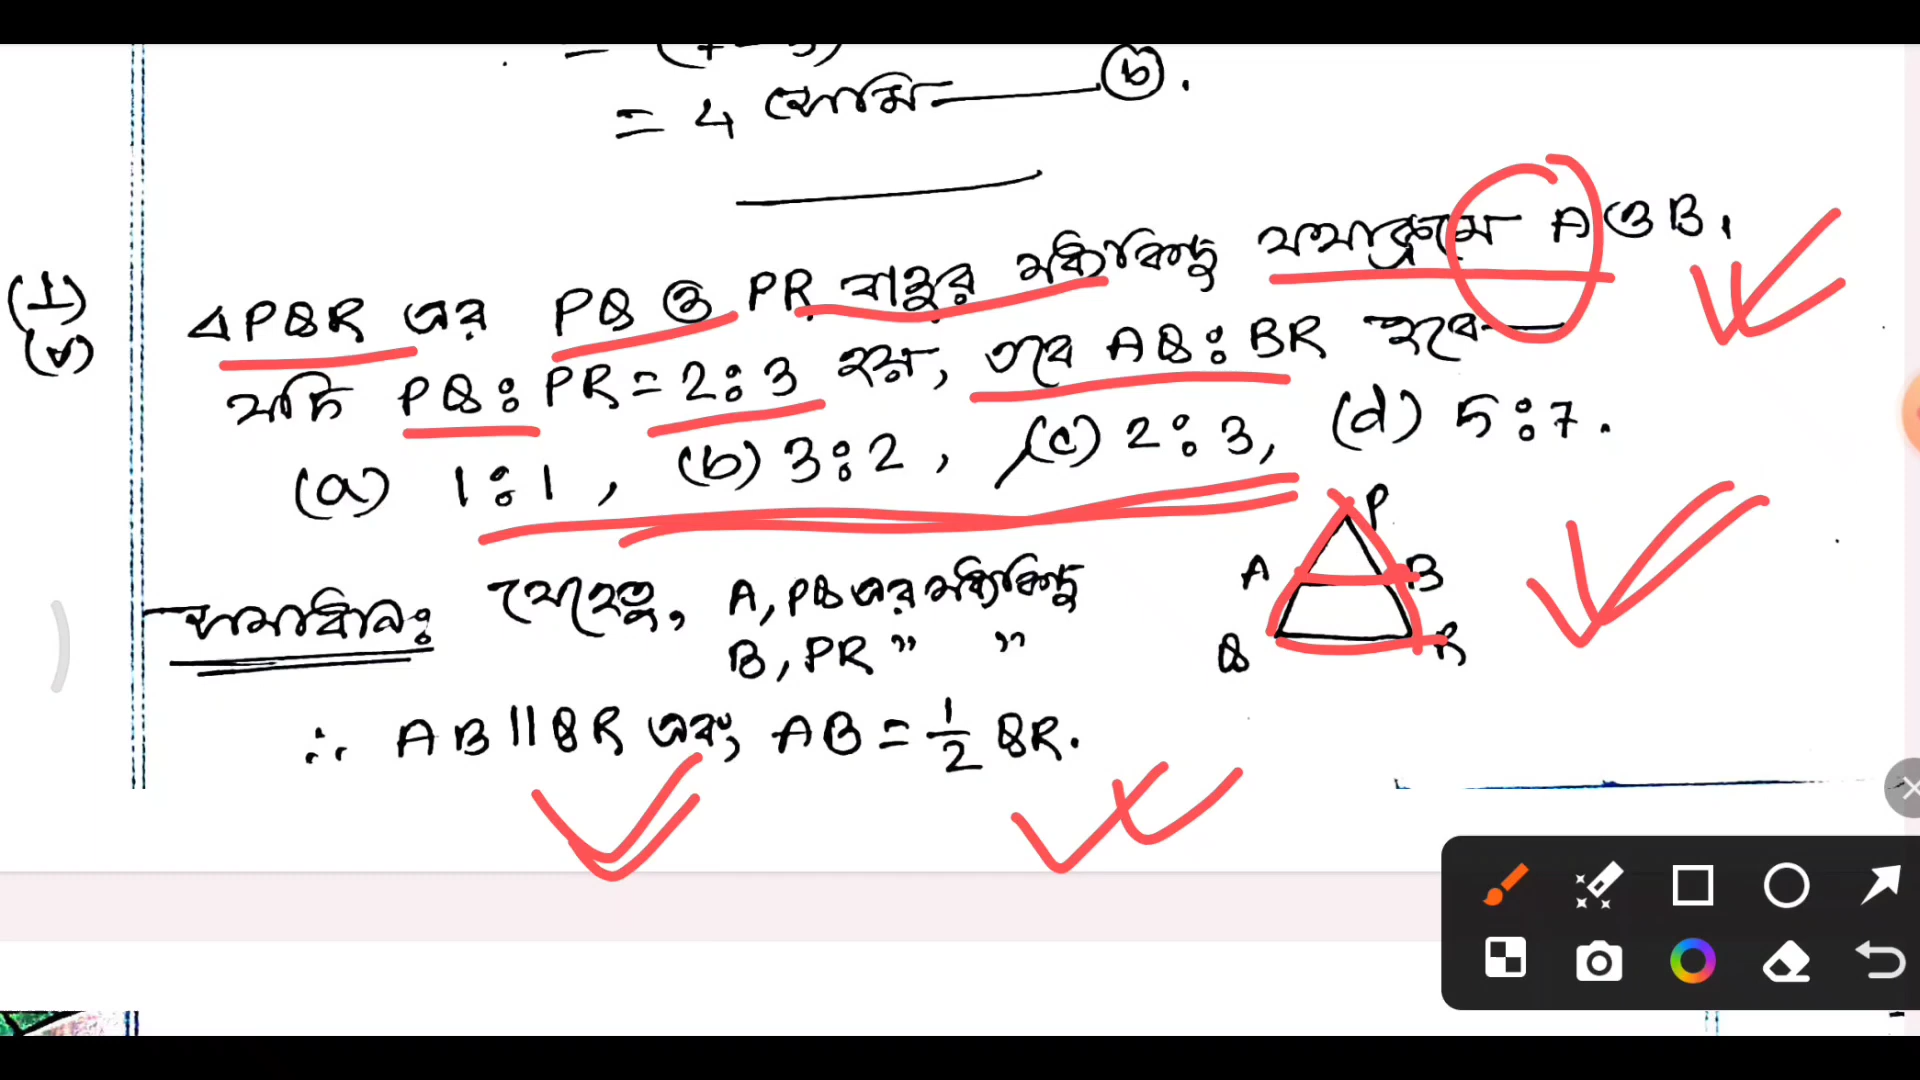 = 4 সেমি — (b).
(I)
(v)
△PQR এর PQ ও PR বাহুর মধ্যবিন্দু যথাক্রমে A ও B,
যদি PQ : PR = 2 : 3 হয়, তবে AQ : BR হবে—
(a) 1 : 1, (b) 3 : 2, (c) 2 : 3, (d) 5 : 7.
সমাধান: যেহেতু, A, PQ এর মধ্যবিন্দু
B, PR " "
∴ AB || QR এবং AB = 1/2 QR.
P
A B
Q R